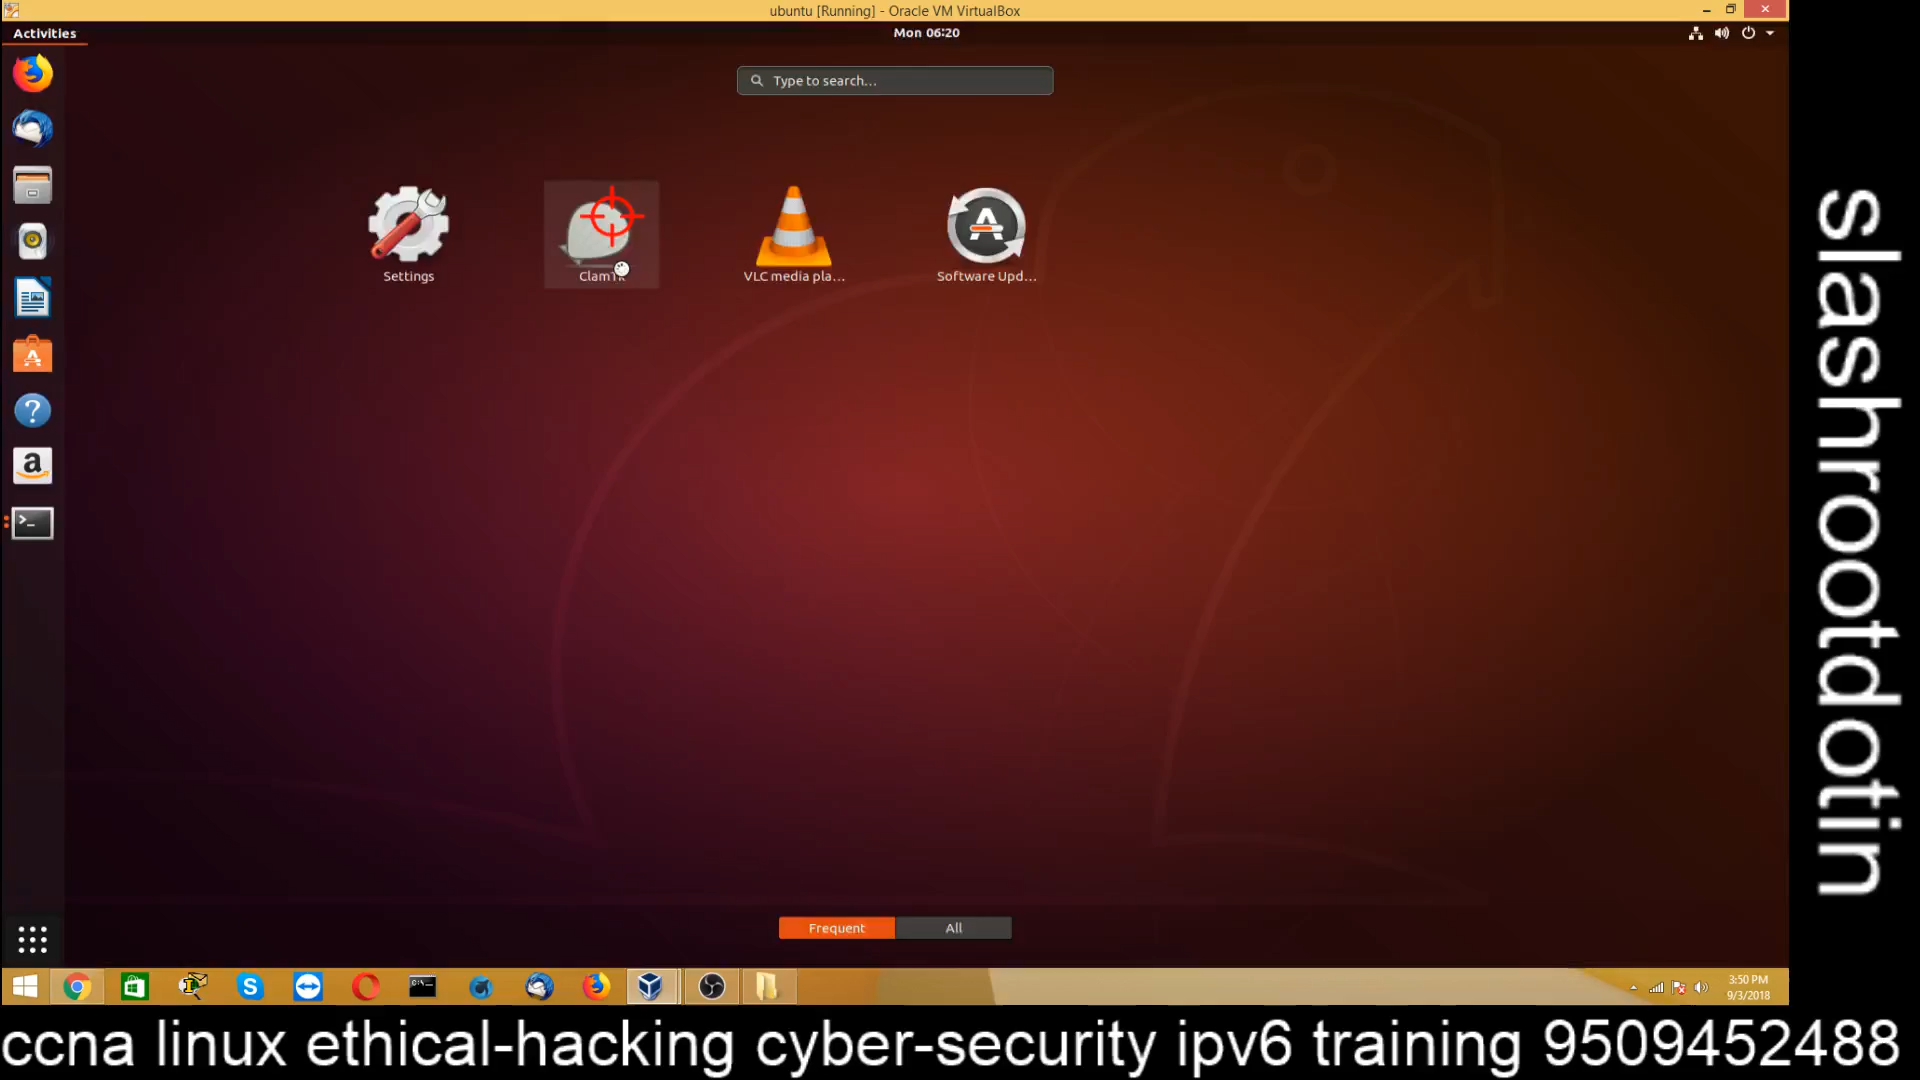 ubuntu [Running] - Oracle VM VirtualBox
Activities
Mon 06:20
Type to search...
Settings
ClamTk
VLC media pla...
Software Upd...
Frequent
All
3:50 PM
9/3/2018
slashrootdotin
ccna linux ethical-hacking cyber-security ipv6 training 9509452488